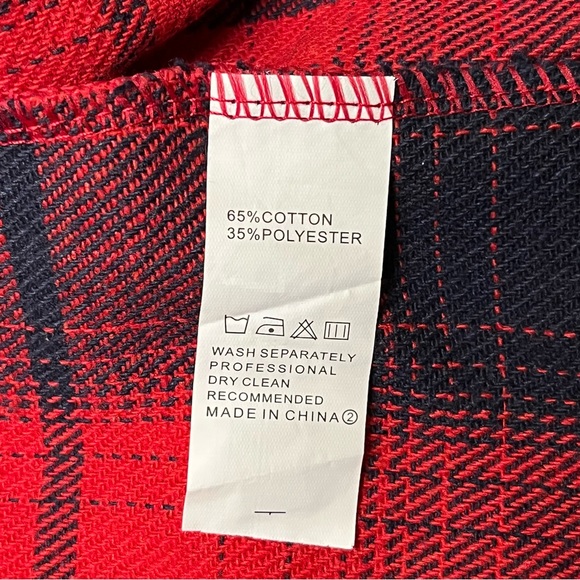 65%COTTON
35%POLYESTER
WASH SEPARATELY
PROFESSIONAL
DRY CLEAN
RECOMMENDED
MADE IN CHINA②